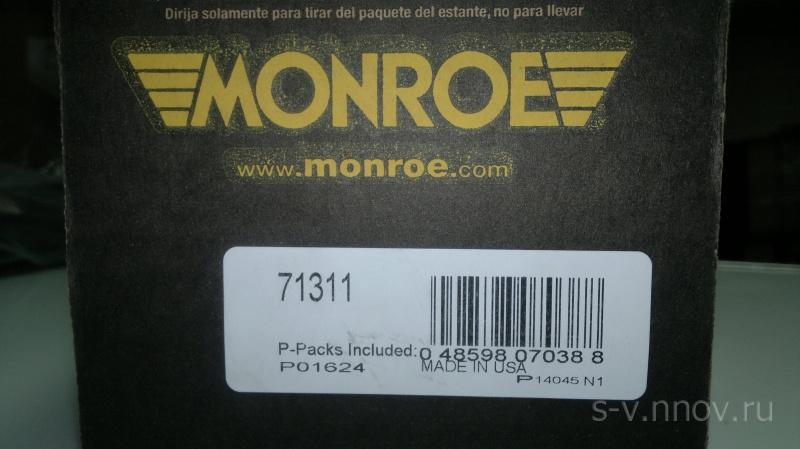 Dirija solamente para tirar del paquete del estante, no para llevar
MONROE
www.monroe.com
71311
P-Packs Included:
0 48598 07038 8
P01624
MADE IN USA
P 14045 N1
s-v.nnov.ru